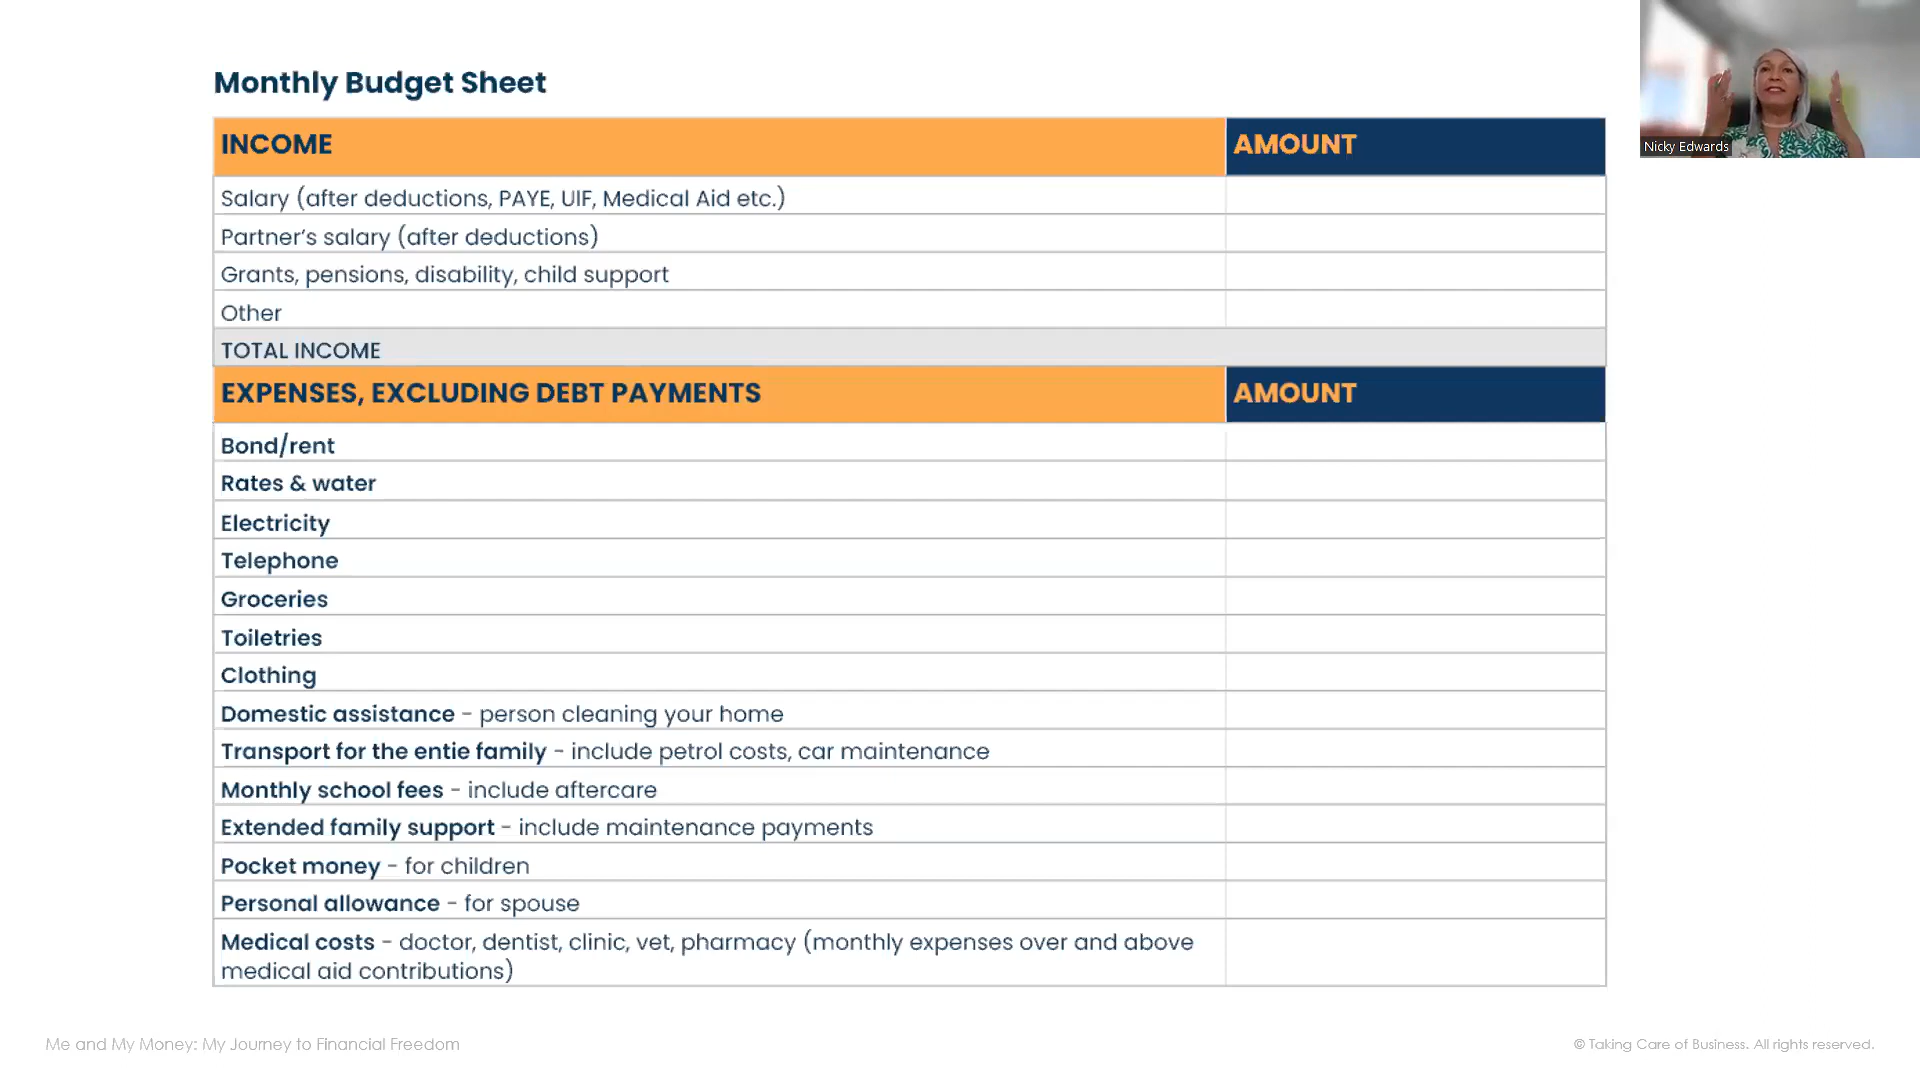 Monthly Budget Sheet
INCOME AMOUNT
Salary (after deductions, PAYE, UIF, Medical Aid etc.)
Partner's salary (after deductions)
Grants, pensions, disability, child support
Other
TOTAL INCOME
EXPENSES, EXCLUDING DEBT PAYMENTS AMOUNT
Bond/rent
Rates & water
Electricity
Telephone
Groceries
Toiletries
Clothing
Domestic assistance - person cleaning your home
Transport for the entie family - include petrol costs, car maintenance
Monthly school fees - include aftercare
Extended family support - include maintenance payments
Pocket money - for children
Personal allowance - for spouse
Medical costs - doctor, dentist, clinic, vet, pharmacy (monthly expenses over and above
medical aid contributions)
Nicky Edwards
Me and My Money: My Journey to Financial Freedom
© Taking Care of Business. All rights reserved.